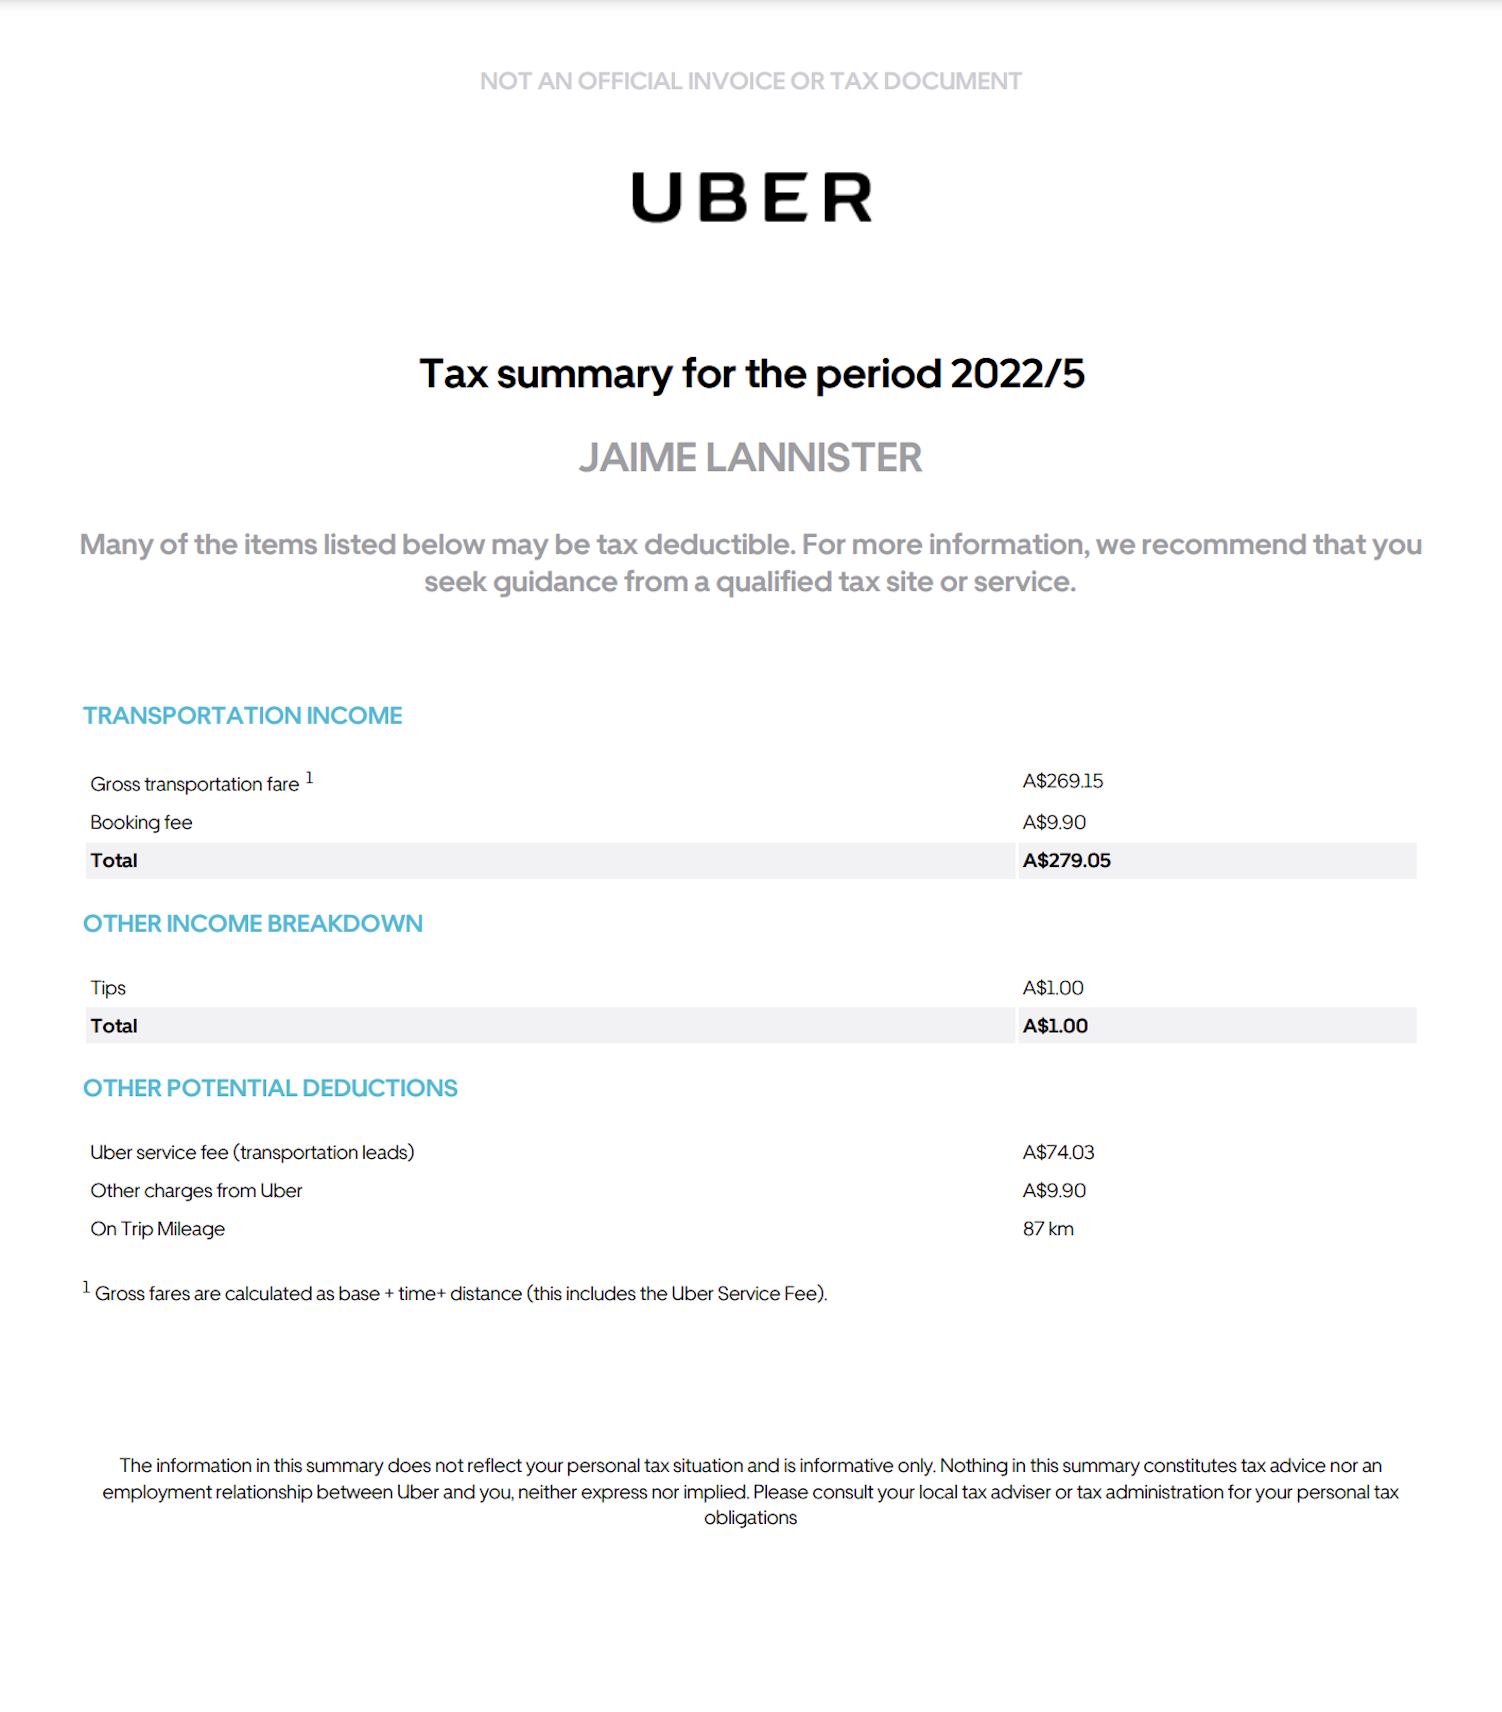 NOT AN OFFICIAL INVOICE OR TAX DOCUMENT
UBER
Tax summary for the period 2022/5
JAIME LANNISTER
Many of the items listed below may be tax deductible. For more information, we recommend that you
seek guidance from a qualified tax site or service.
TRANSPORTATION INCOME
Gross transportation fare 1 A$269.15
Booking fee A$9.90
Total A$279.05
OTHER INCOME BREAKDOWN
Tips A$1.00
Total A$1.00
OTHER POTENTIAL DEDUCTIONS
Uber service fee (transportation leads) A$74.03
Other charges from Uber A$9.90
On Trip Mileage 87 km
1 Gross fares are calculated as base + time+ distance (this includes the Uber Service Fee).
The information in this summary does not reflect your personal tax situation and is informative only. Nothing in this summary constitutes tax advice nor an
employment relationship between Uber and you, neither express nor implied. Please consult your local tax adviser or tax administration for your personal tax
obligations